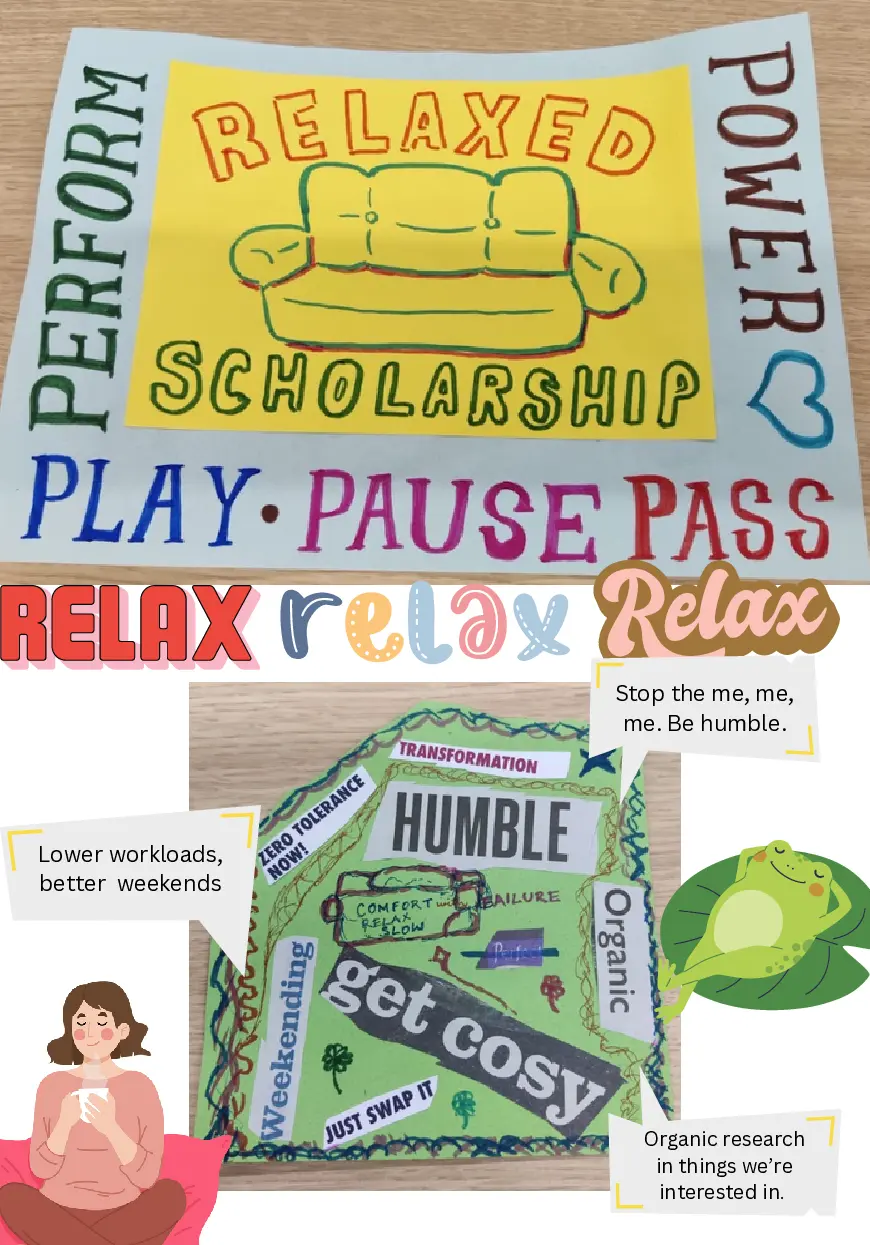 RELAXED
SCHOLARSHIP
PERFORM
POWER
PLAY · PAUSE PASS
RELAX relax Relax
Stop the me, me,
me. Be humble.
Lower workloads,
better weekends
TRANSFORMATION
ZERO TOLERANCE
NOW!
HUMBLE
COMFORT with FAILURE
RELAX
SLOW
Perfect
Organic
get cosy
Weekending
JUST SWAP IT
Organic research
in things we're
interested in.